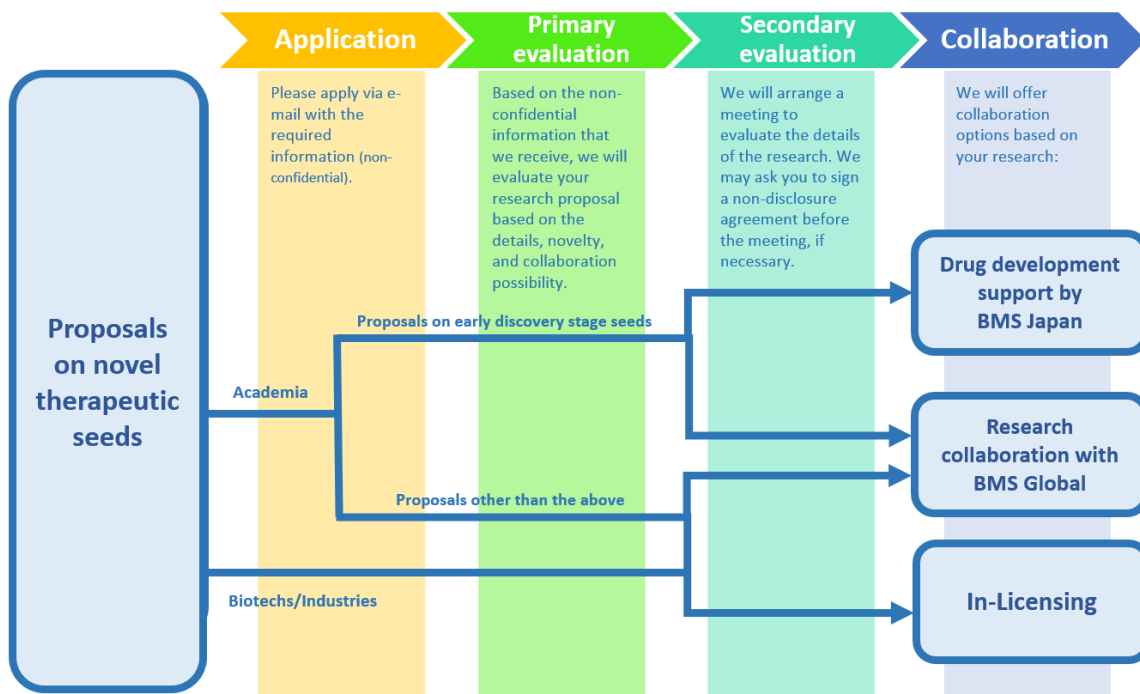 Application
Primary
evaluation
Secondary
evaluation
Collaboration
Please apply via e-
mail with the
required
information (non-
confidential).
Based on the non-
confidential
information that
we receive, we will
evaluate your
research proposal
based on the
details, novelty,
and collaboration
possibility.
We will arrange a
meeting to
evaluate the details
of the research. We
may ask you to sign
a non-disclosure
agreement before
the meeting, if
necessary.
We will offer
collaboration
options based on
your research:
Proposals
on novel
therapeutic
seeds
Academia
Proposals on early discovery stage seeds
Proposals other than the above
Biotechs/Industries
Drug development
support by
BMS Japan
Research
collaboration with
BMS Global
In-Licensing